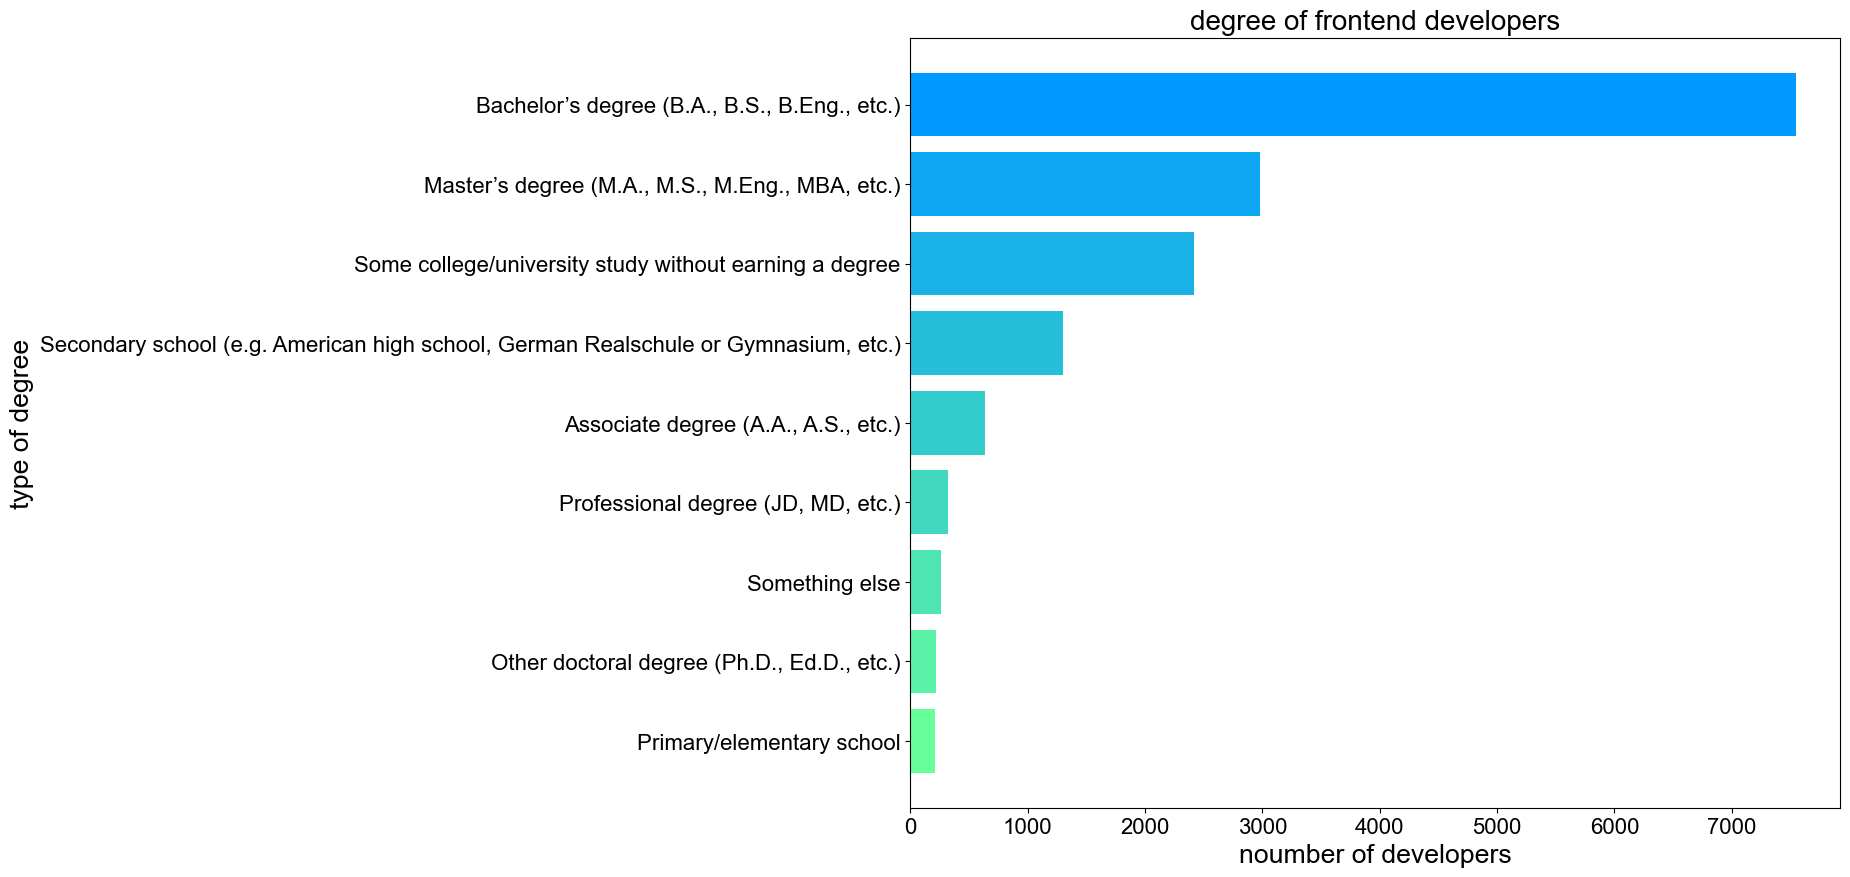 degree of frontend developers
Bachelor’s degree (B.A., B.S., B.Eng., etc.)
Master’s degree (M.A., M.S., M.Eng., MBA, etc.)
Some college/university study without earning a degree
Secondary school (e.g. American high school, German Realschule or Gymnasium, etc.)
Associate degree (A.A., A.S., etc.)
Professional degree (JD, MD, etc.)
Something else
Other doctoral degree (Ph.D., Ed.D., etc.)
Primary/elementary school
type of degree
0 1000 2000 3000 4000 5000 6000 7000
noumber of developers